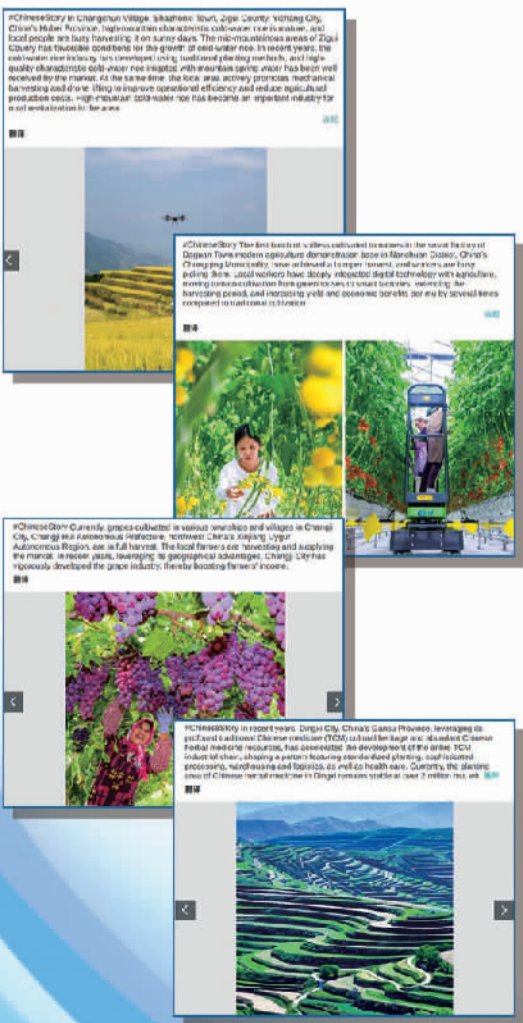 #ChineseStory In Changchun Village, Town, Zigui County, Yichang City,
China's Hubei Province, high-mountain characteristic cold-water rice is mature, and
local people are busy harvesting it on sunny days. The mid-mountainous areas of Zigui
County has favorable conditions for the growth of cold-water rice. In recent years, the
cold-water rice industry has developed using traditional planting methods, and high-
quality characteristic cold-water rice irrigated with mountain spring water has been well
received by the market. At the same time, the local area actively promotes mechanical
harvesting and drone lifting to improve operational efficiency and reduce agricultural
production costs. High-mountain cold-water rice has become an important industry for
rural revitalization in the area.
翻译
#ChineseStory The first batch of soilless cultivated tomatoes in the smart factory of
Daguan Town modern agriculture demonstration base in Nanchuan District, China's
Chongqing Municipality, have achieved a bumper harvest, and workers are busy
picking them. Local workers have deeply integrated digital technology with agriculture,
moving tomato cultivation from greenhouses to smart factories, extending the
harvesting period, and increasing yield and economic benefits per mu by several times
compared to traditional cultivation
翻译
#ChineseStory Currently, grapes cultivated in various townships and villages in Changji
City, Changji Hui Autonomous Prefecture, northwest China's Xinjiang Uygur
Autonomous Region, are in full harvest. The local farmers are harvesting and supplying
the market. In recent years, leveraging its geographical advantages, Changji City has
vigorously developed the grape industry, thereby boosting farmers' income.
翻译
#ChineseStory In recent years, Dingxi City, China's Gansu Province, leveraging its
profound traditional Chinese medicine (TCM) cultural heritage and abundant Chinese
herbal medicine resources, has accelerated the development of the entire TCM
industrial chain, shaping a pattern featuring standardized planting, sophisticated
processing, warehousing and logistics, as well as health care. Currently, the planting
area of Chinese herbal medicine in Dingxi remains stable at over 2 million mu, wit
翻译